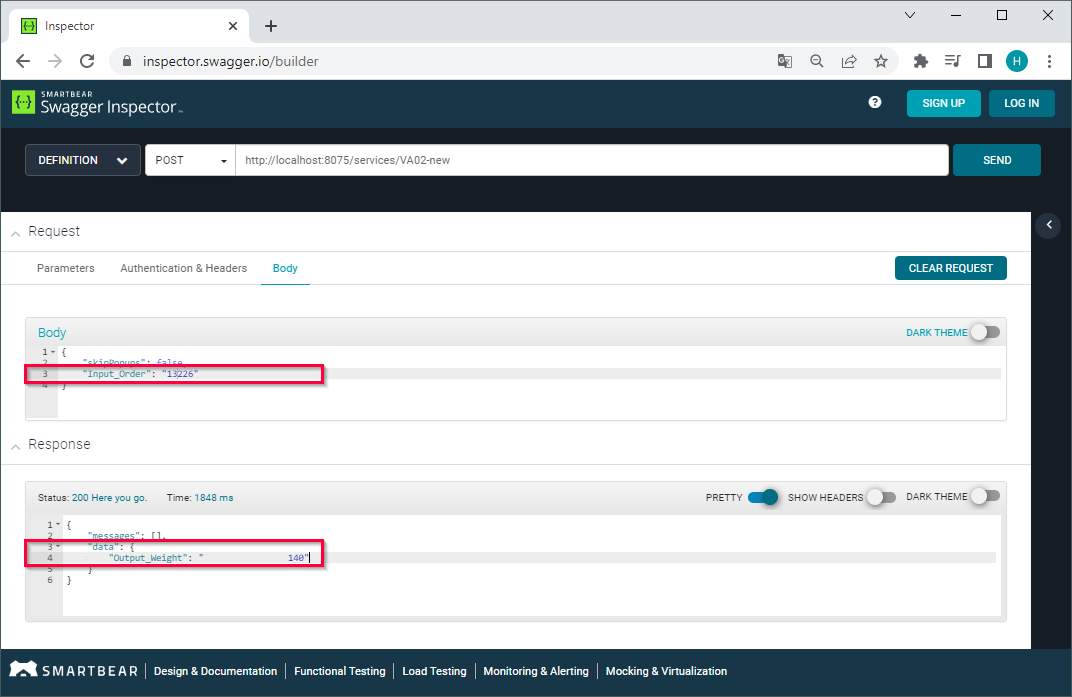 Inspector
inspector.swagger.io/builder
H
SMARTBEAR
{...} Swagger Inspector™
?
SIGN UP
LOG IN
DEFINITION
POST
http://localhost:8075/services/VA02-new
SEND
Request
Parameters
Authentication & Headers
Body
CLEAR REQUEST
Body
DARK THEME
1 {
2 "skipPopups": false,
3 "Input_Order": "13226"
4 }
Response
Status: 200 Here you go. Time: 1848 ms
PRETTY
SHOW HEADERS
DARK THEME
1 {
2 "messages": [],
3 "data": {
4 "Output_Weight": "                140"
5 }
6 }
SMARTBEAR
Design & Documentation
Functional Testing
Load Testing
Monitoring & Alerting
Mocking & Virtualization